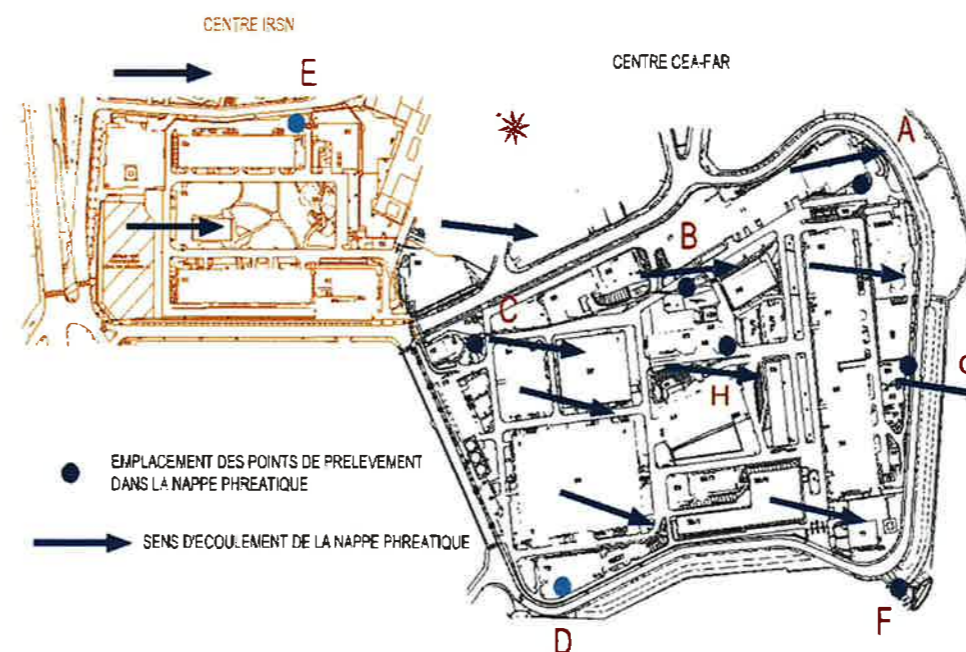 CENTRE IRSN
E
CENTRE CEA-FAR
A
B
C
H
EMPLACEMENT DES POINTS DE PRELEVEMENT
DANS LA NAPPE PHREATIQUE
SENS D'ECOULEMENT DE LA NAPPE PHREATIQUE
D
F